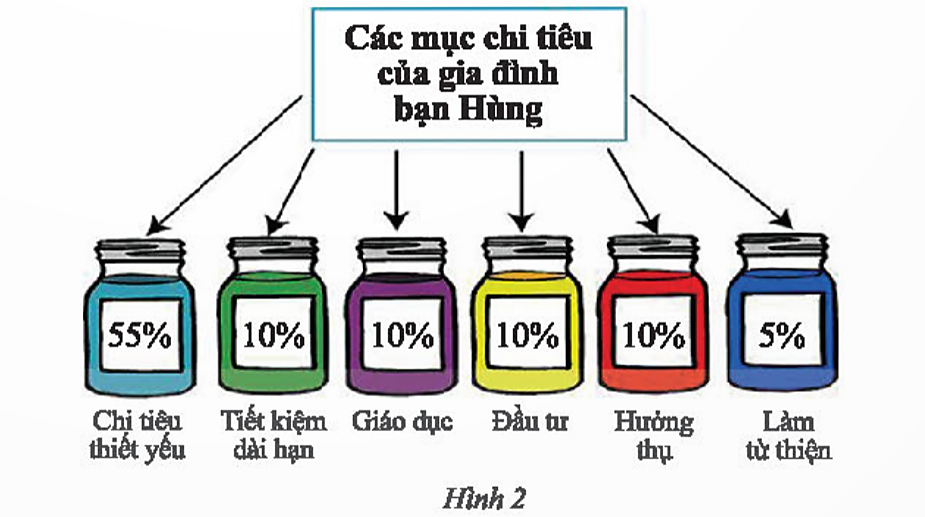 Các mục chi tiêu
của gia đình
bạn Hùng
55%
10%
10%
10%
10%
5%
Chi tiêu
thiết yếu
Tiết kiệm
dài hạn
Giáo dục
Đầu tư
Hưởng
thụ
Làm
từ thiện
Hình 2